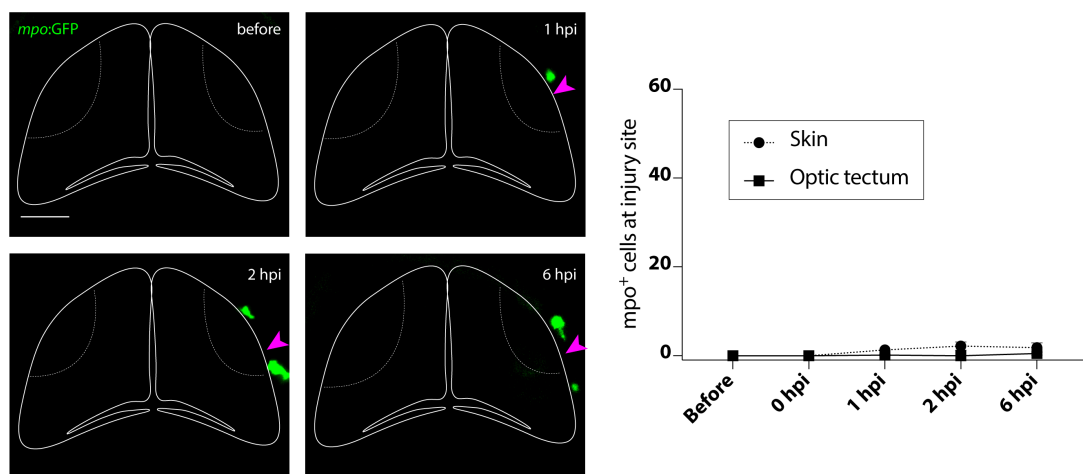 mpo:GFP before
1 hpi
2 hpi
6 hpi
mpo+ cells at injury site
60
40
20
0
Skin
Optic tectum
Before
0 hpi
1 hpi
2 hpi
6 hpi